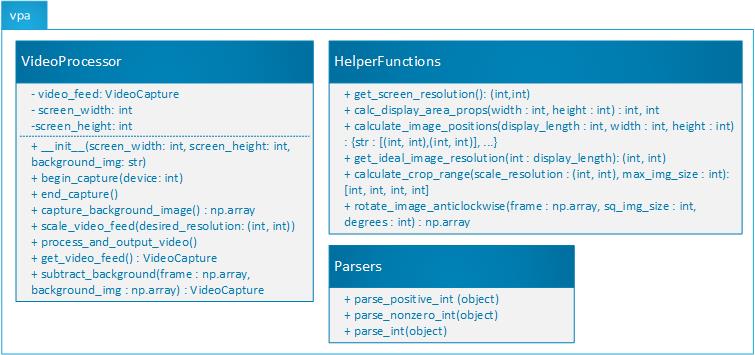 vpa
VideoProcessor
- video_feed: VideoCapture
- screen_width: int
-screen_height: int
+ __init__(screen_width: int, screen_height: int,
background_img: str)
+ begin_capture(device: int)
+ end_capture()
+ capture_background_image() : np.array
+ scale_video_feed(desired_resolution: (int, int))
+ process_and_output_video()
+ get_video_feed() : VideoCapture
+ subtract_background(frame : np.array,
background_img : np.array) : VideoCapture
HelperFunctions
+ get_screen_resolution(): (int,int)
+ calc_display_area_props(width : int, height : int) : int, int
+ calculate_image_positions(display_length : int, width : int, height : int)
: {str : [(int, int),(int, int)], ...}
+ get_ideal_image_resolution(int : display_length): (int, int)
+ calculate_crop_range(scale_resolution : (int, int), max_img_size : int):
[int, int, int, int]
+ rotate_image_anticlockwise(frame : np.array, sq_img_size : int,
degrees : int) : np.array
Parsers
+ parse_positive_int (object)
+ parse_nonzero_int(object)
+ parse_int(object)